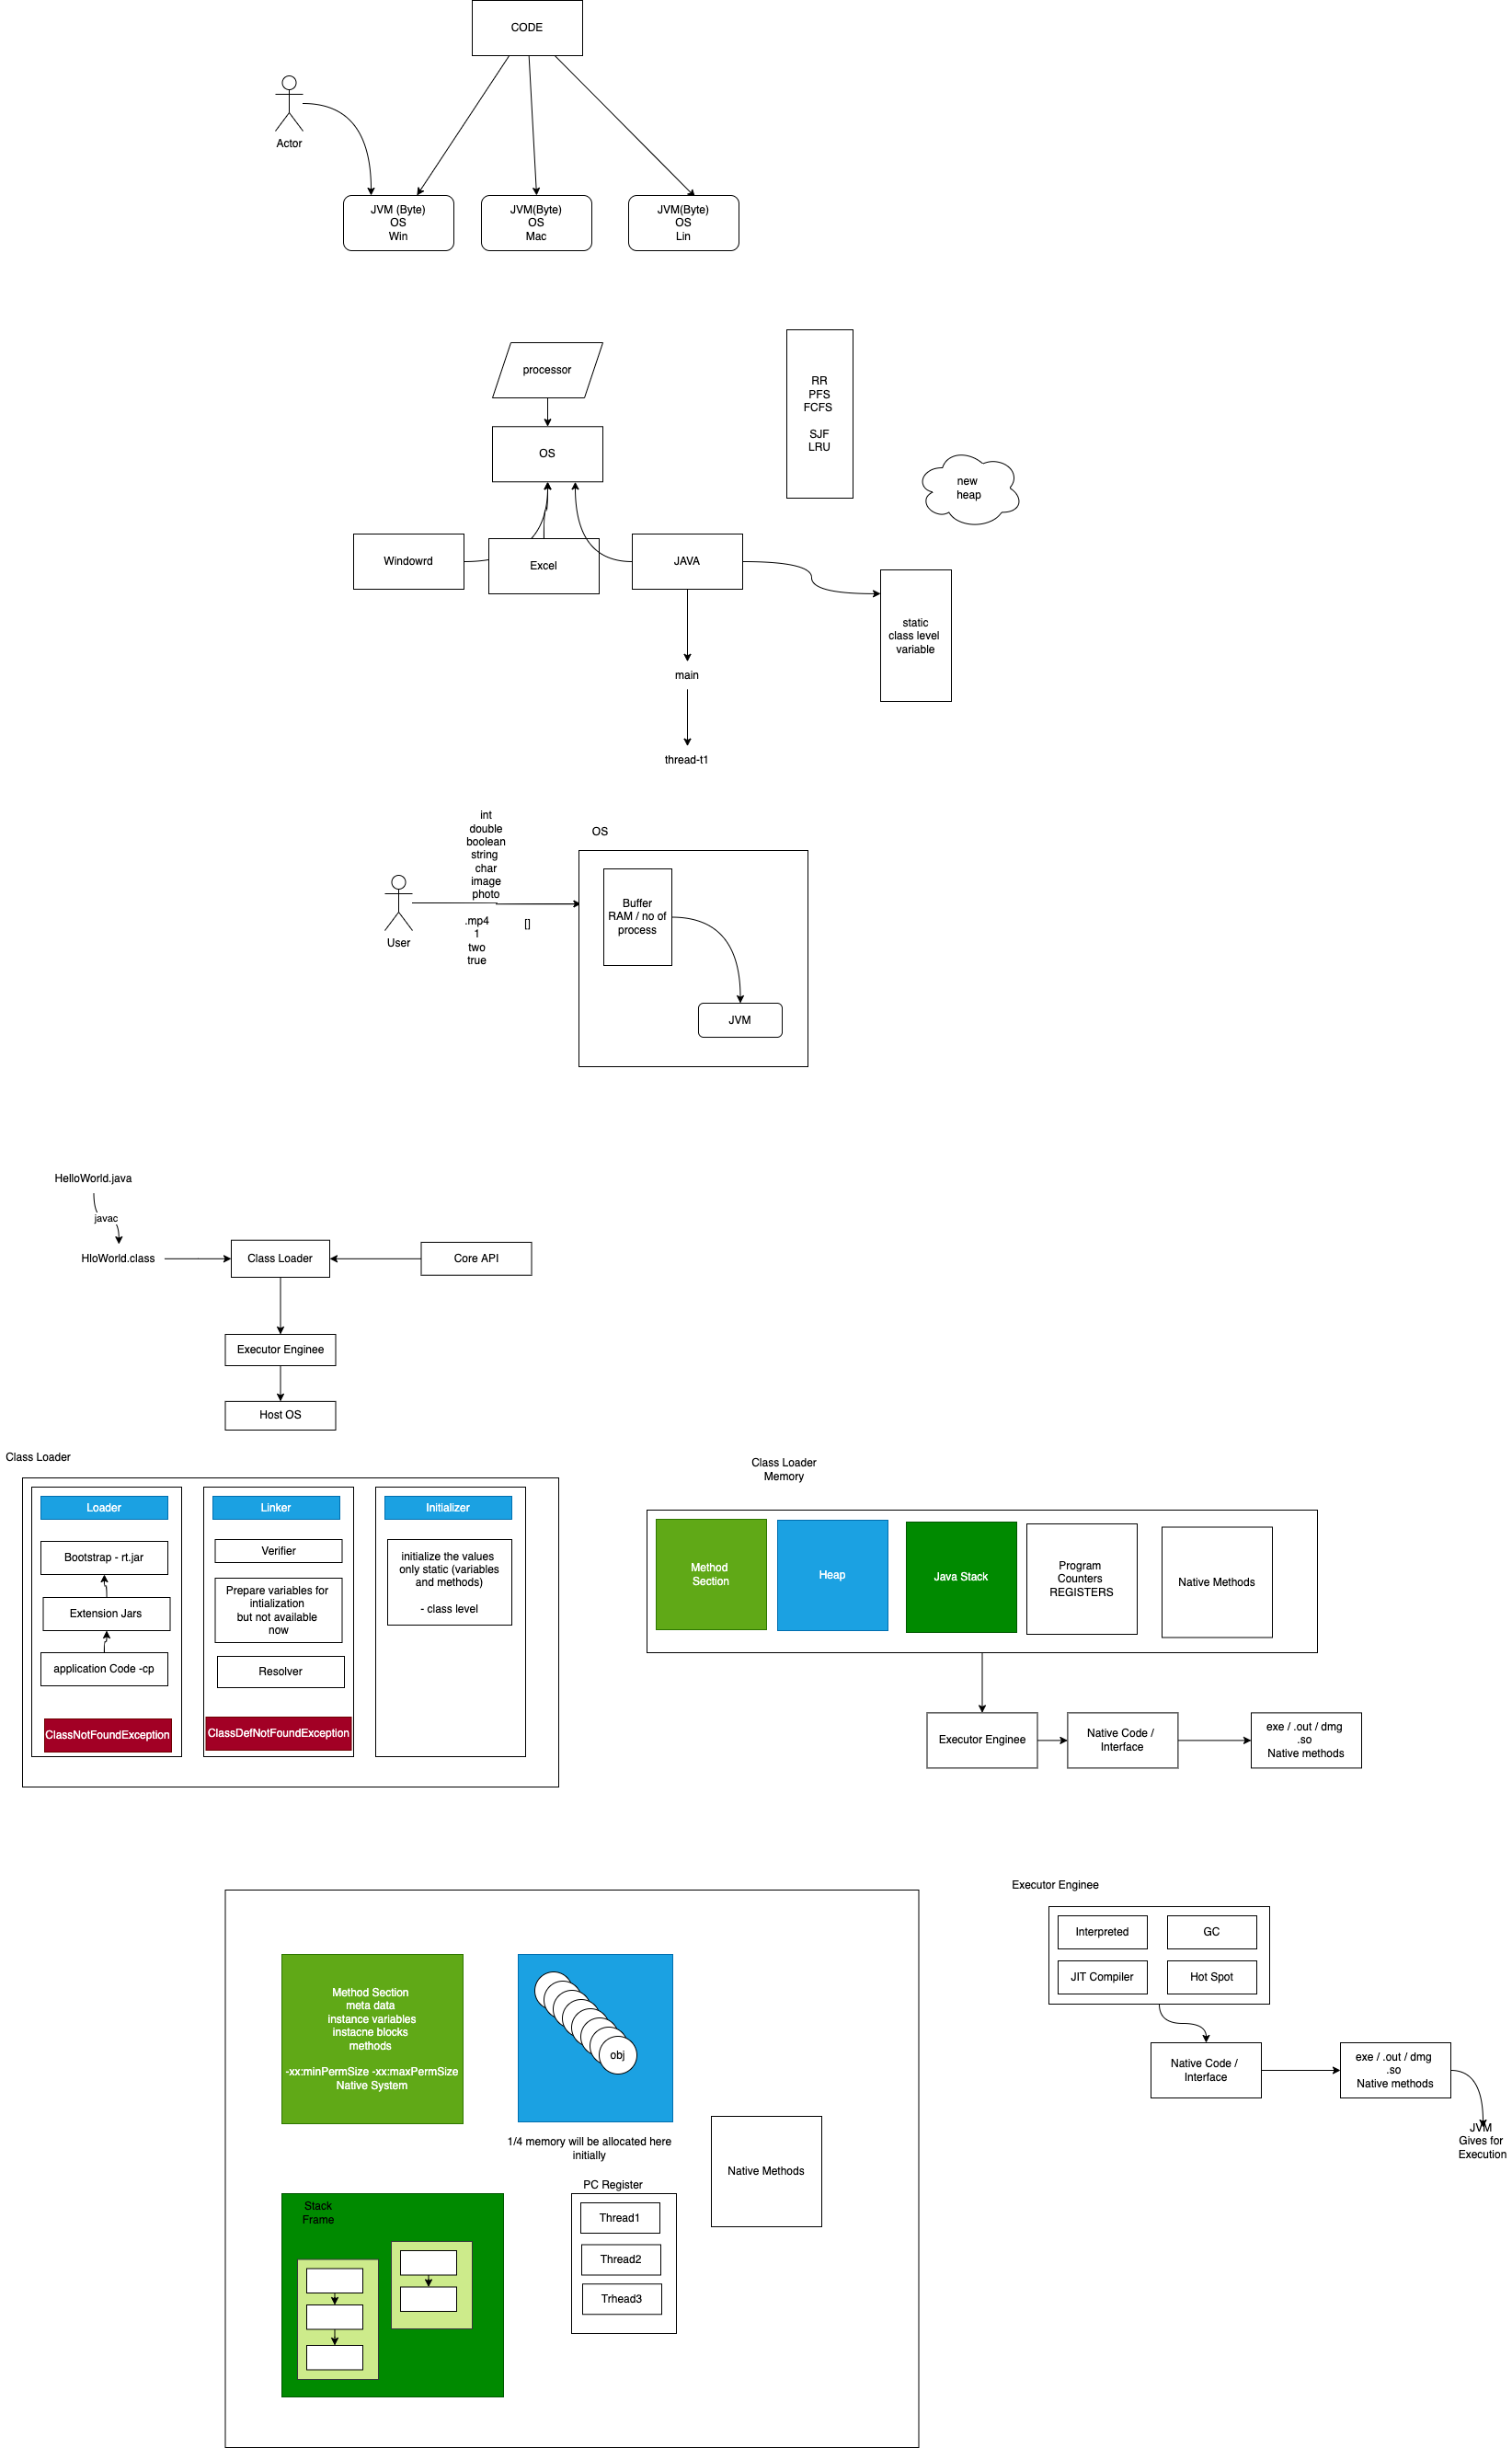 CODE
Actor
JVM (Byte)
OS
Win
JVM(Byte)
OS
Mac
JVM(Byte)
OS
Lin
processor
RR
PFS
FCFS
SJF
LRU
OS
new
heap
Windowrd
Excel
JAVA
static
class level
variable
main
thread-t1
int
double
boolean
string
char
image
photo
.mp4
[]
1
two
true
User
OS
Buffer
RAM / no of
process
JVM
HelloWorld.java
javac
HloWorld.class
Class Loader
Core API
Executor Enginee
Host OS
Class Loader
Loader
Bootstrap - rt.jar
Extension Jars
application Code -cp
ClassNotFoundException
Linker
Verifier
Prepare variables for
intialization
but not available
now
Resolver
ClassDefNotFoundException
Initializer
initialize the values
only static (variables
and methods)
- class level
Class Loader
Memory
Method
Section
Heap
Java Stack
Program
Counters
REGISTERS
Native Methods
Executor Enginee
Native Code /
Interface
exe / .out / dmg
.so
Native methods
Method Section
meta data
instance variables
instacne blocks
methods
-xx:minPermSize -xx:maxPermSize
Native System
obj
1/4 memory will be allocated here
initially
Native Methods
PC Register
Thread1
Thread2
Trhead3
Stack
Frame
Executor Enginee
Interpreted
GC
JIT Compiler
Hot Spot
Native Code /
Interface
exe / .out / dmg
.so
Native methods
JVM
Gives for
Execution